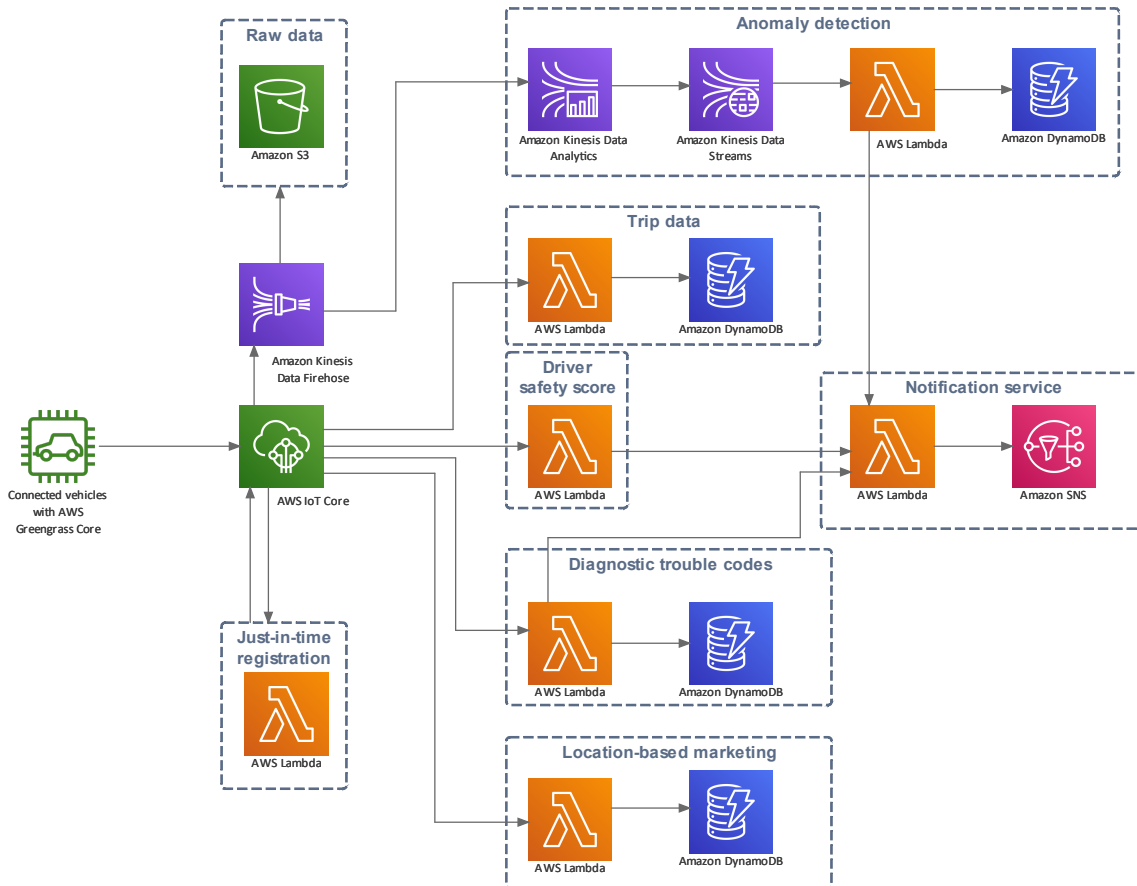 Raw data
Amazon S3
Anomaly detection
Amazon Kinesis Data
Analytics
Amazon Kinesis Data
Streams
AWS Lambda
Amazon DynamoDB
Trip data
AWS Lambda
Amazon DynamoDB
Amazon Kinesis
Data Firehose
Driver
safety score
AWS Lambda
Notification service
AWS Lambda
Amazon SNS
Connected vehicles
with AWS
Greengrass Core
AWS IoT Core
Diagnostic trouble codes
AWS Lambda
Amazon DynamoDB
Just-in-time
registration
AWS Lambda
Location-based marketing
AWS Lambda
Amazon DynamoDB